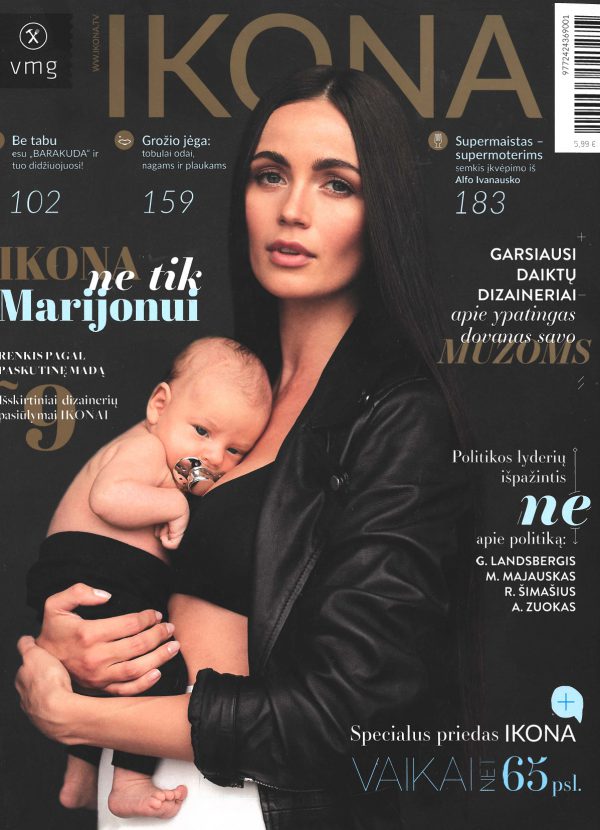 vmg
WWW.IKONA.TV
IKONA
9772424369001
5,99 €
Be tabu
esu „BARAKUDA“ ir
tuo didžiuojuosi!
102
Grožio jėga:
tobulai odai,
nagams ir plaukams
159
Supermaistas –
supermoterims
semkis įkvėpimo iš
Alfo Ivanausko
183
IKONA
ne tik
Marijonui
RENKIS PAGAL
PASKUTINĘ MADĄ
~9
Išskirtiniai dizainerių
pasiūlymai IKONAI
GARSIAUSI
DAIKTŲ
DIZAINERIAI
apie ypatingas
dovanas savo
MŪZOMS
Politikos lyderių
išpažintis
ne
apie politiką:
G. LANDSBERGIS
M. MAJAUSKAS
R. ŠIMAŠIUS
A. ZUOKAS
+
Specialus priedas IKONA
VAIKAI NET 65 psl.